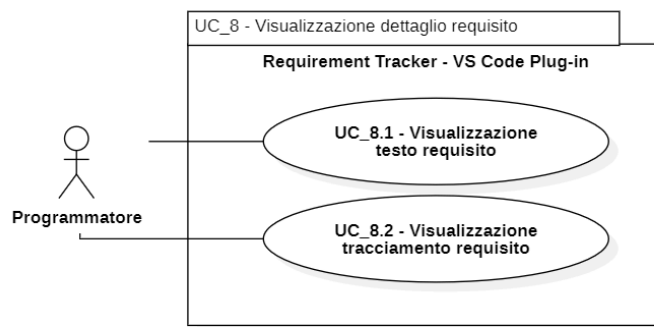 UC_8 - Visualizzazione dettaglio requisito
Requirement Tracker - VS Code Plug-in
UC_8.1 - Visualizzazione
testo requisito
Programmatore
UC_8.2 - Visualizzazione
tracciamento requisito